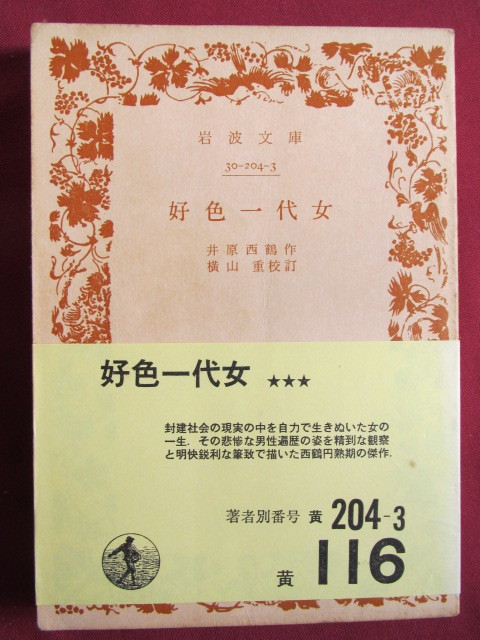 岩波文庫
30-204-3
好色一代女
井原西鶴作
横山 重校訂
好色一代女 ★★★
封建社会の現実の中を自力で生きぬいた女の
一生．その悲惨な男性遍歴の姿を精到な観察
と明快鋭利な筆致で描いた西鶴円熟期の傑作．
著者別番号 黄 204-3
黄 116